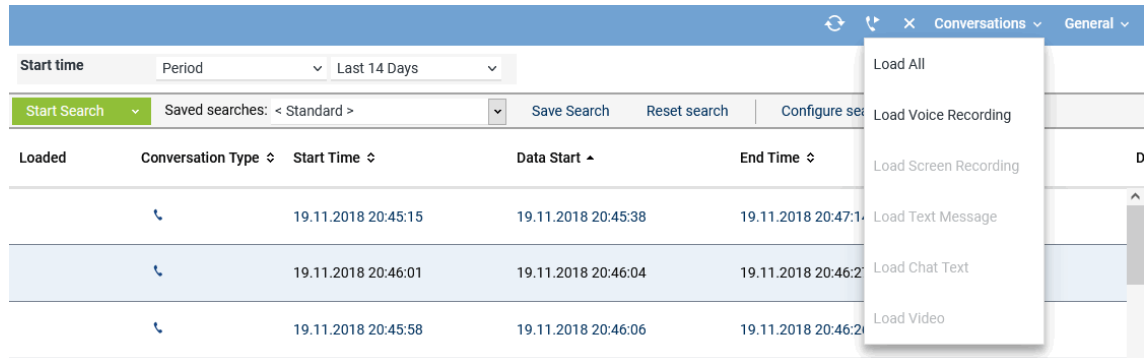 Conversations General
Start time Period Last 14 Days
Load All
Start Search Saved searches: < Standard > Save Search Reset search Configure sea
Load Voice Recording
Loaded Conversation Type Start Time Data Start End Time D
Load Screen Recording
19.11.2018 20:45:15 19.11.2018 20:45:38 19.11.2018 20:47:14
Load Text Message
19.11.2018 20:46:01 19.11.2018 20:46:04 19.11.2018 20:46:27
Load Chat Text
Load Video
19.11.2018 20:45:58 19.11.2018 20:46:06 19.11.2018 20:46:26